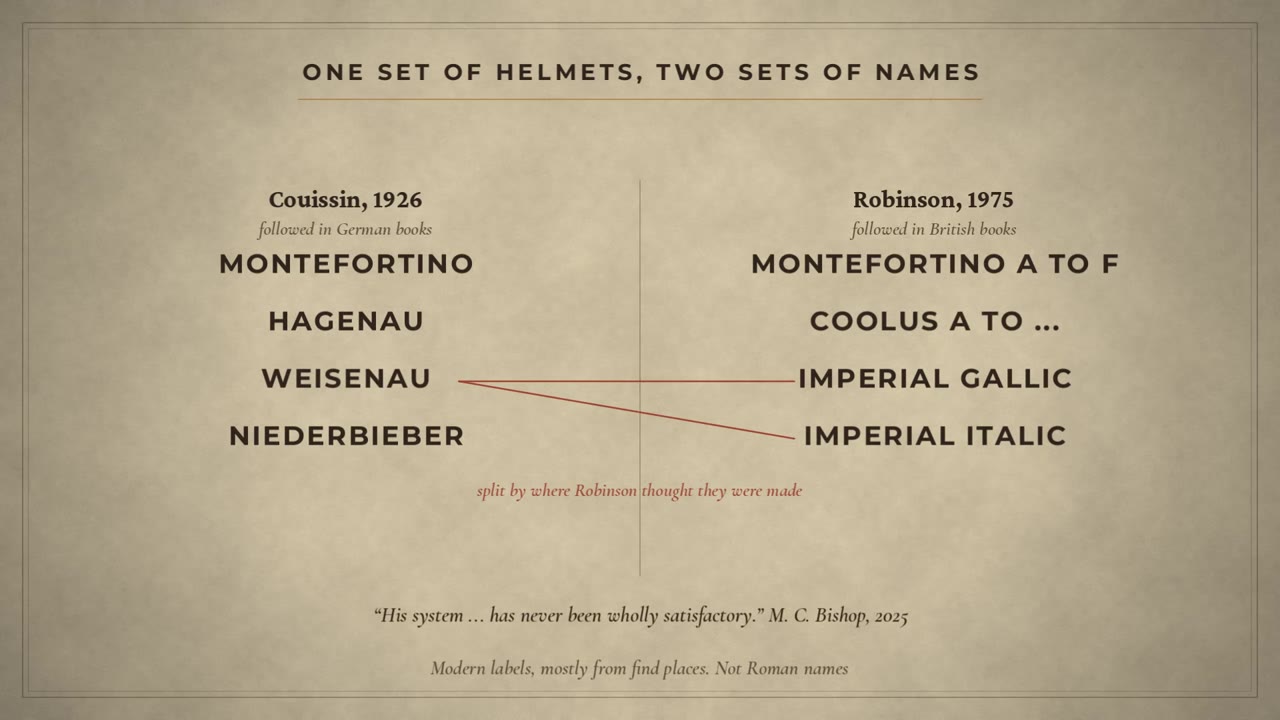 ONE SET OF HELMETS, TWO SETS OF NAMES
Couissin, 1926
followed in German books
MONTEFORTINO
HAGENAU
WEISENAU
NIEDERBIEBER
Robinson, 1975
followed in British books
MONTEFORTINO A TO F
COOLUS A TO ...
IMPERIAL GALLIC
IMPERIAL ITALIC
split by where Robinson thought they were made
“His system ... has never been wholly satisfactory.” M. C. Bishop, 2025
Modern labels, mostly from find places. Not Roman names